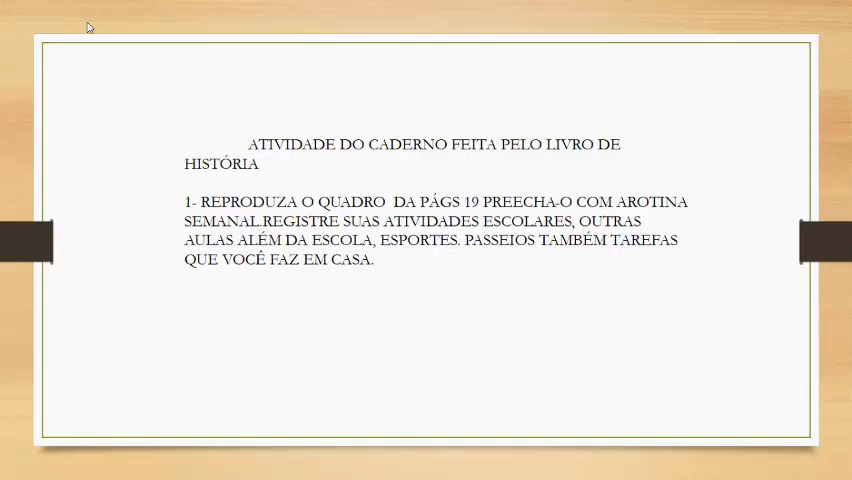 ATIVIDADE DO CADERNO FEITA PELO LIVRO DE
HISTÓRIA
1- REPRODUZA O QUADRO DA PÁGS 19 PREECHA-O COM AROTINA
SEMANAL.REGISTRE SUAS ATIVIDADES ESCOLARES, OUTRAS
AULAS ALÉM DA ESCOLA, ESPORTES. PASSEIOS TAMBÉM TAREFAS
QUE VOCÊ FAZ EM CASA.